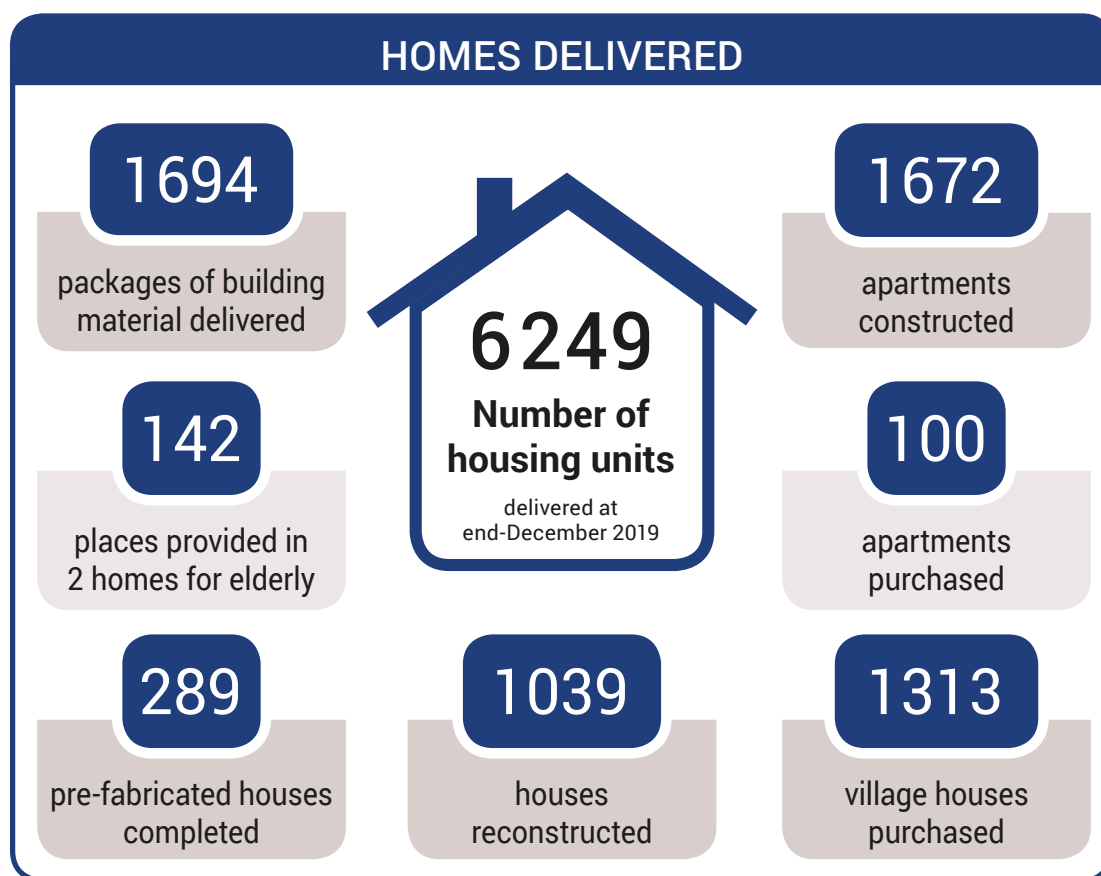 HOMES DELIVERED
1694
packages of building
material delivered
6249
Number of
housing units
delivered at
end-December 2019
1672
apartments
constructed
142
places provided in
2 homes for elderly
100
apartments
purchased
289
pre-fabricated houses
completed
1039
houses
reconstructed
1313
village houses
purchased